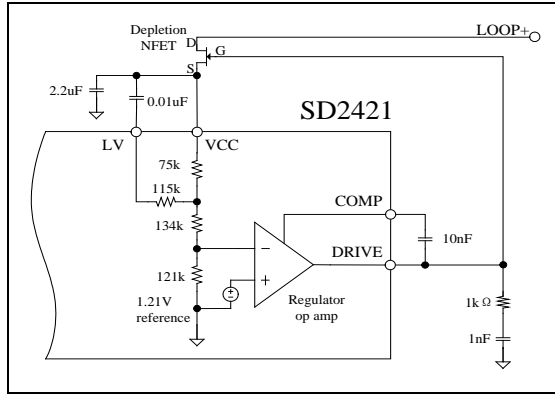 Depletion
NFET
D
G
S
LOOP+
2.2uF
0.01uF
SD2421
LV
VCC
75k
115k
134k
COMP
10nF
DRIVE
121k
1.21V
reference
Regulator
op amp
1kΩ
1nF